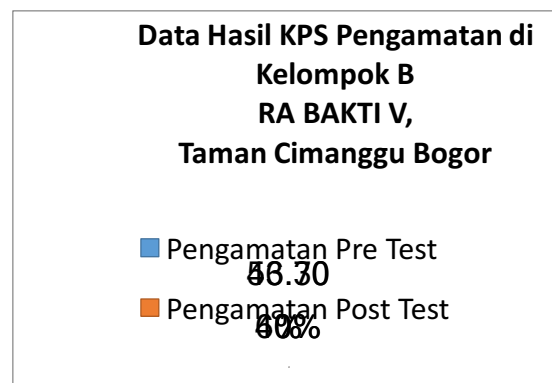 Data Hasil KPS Pengamatan di
Kelompok B
RA BAKTI V,
Taman Cimanggu Bogor
Pengamatan Pre Test
Pengamatan Post Test